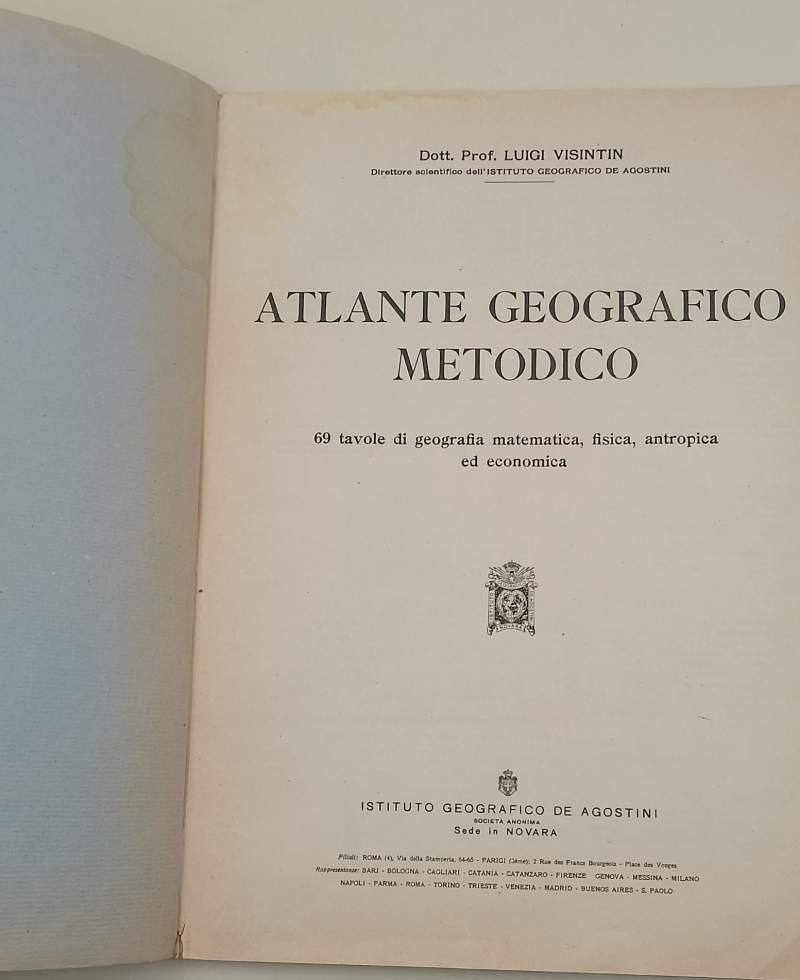 Dott. Prof. LUIGI VISINTIN
Direttore scientifico dell'ISTITUTO GEOGRAFICO DE AGOSTINI
ATLANTE GEOGRAFICO
METODICO
69 tavole di geografia matematica, fisica, antropica
ed economica
NOVARA
ISTITUTO GEOGRAFICO DE AGOSTINI
SOCIETÀ ANONIMA
Sede in NOVARA
Filiali: ROMA (4), Via della Stamperia, 64-65 - PARIGI (3ème); 2 Rue des Francs Bourgeois - Place des Vosges
Rappresentanze: BARI - BOLOGNA - CAGLIARI - CATANIA - CATANZARO - FIRENZE GENOVA - MESSINA - MILANO
NAPOLI - PARMA - ROMA - TORINO - TRIESTE - VENEZIA - MADRID - BUENOS AIRES - S. PAOLO